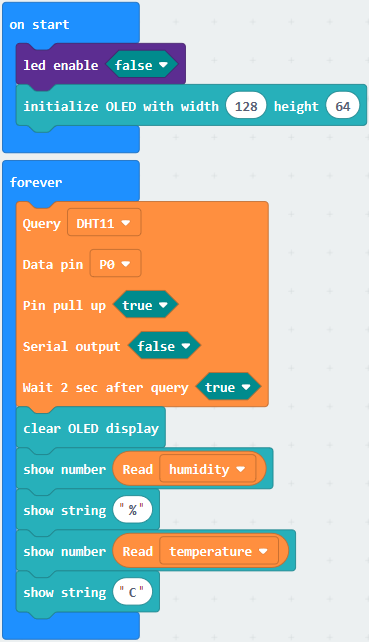 on start
led enable false
initialize OLED with width 128 height 64
forever
Query DHT11
Data pin P0
Pin pull up true
Serial output false
Wait 2 sec after query true
clear OLED display
show number Read humidity
show string "%"
show number Read temperature
show string "C"